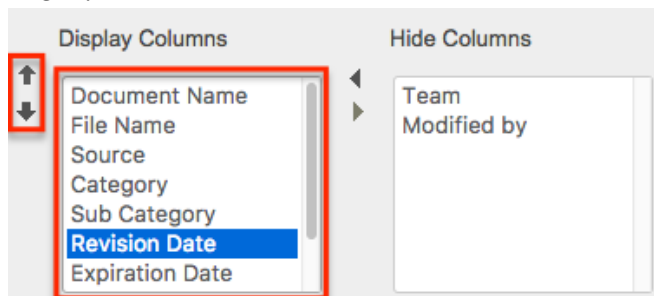 Display Columns
Hide Columns
Document Name
File Name
Source
Category
Sub Category
Revision Date
Expiration Date
Team
Modified by